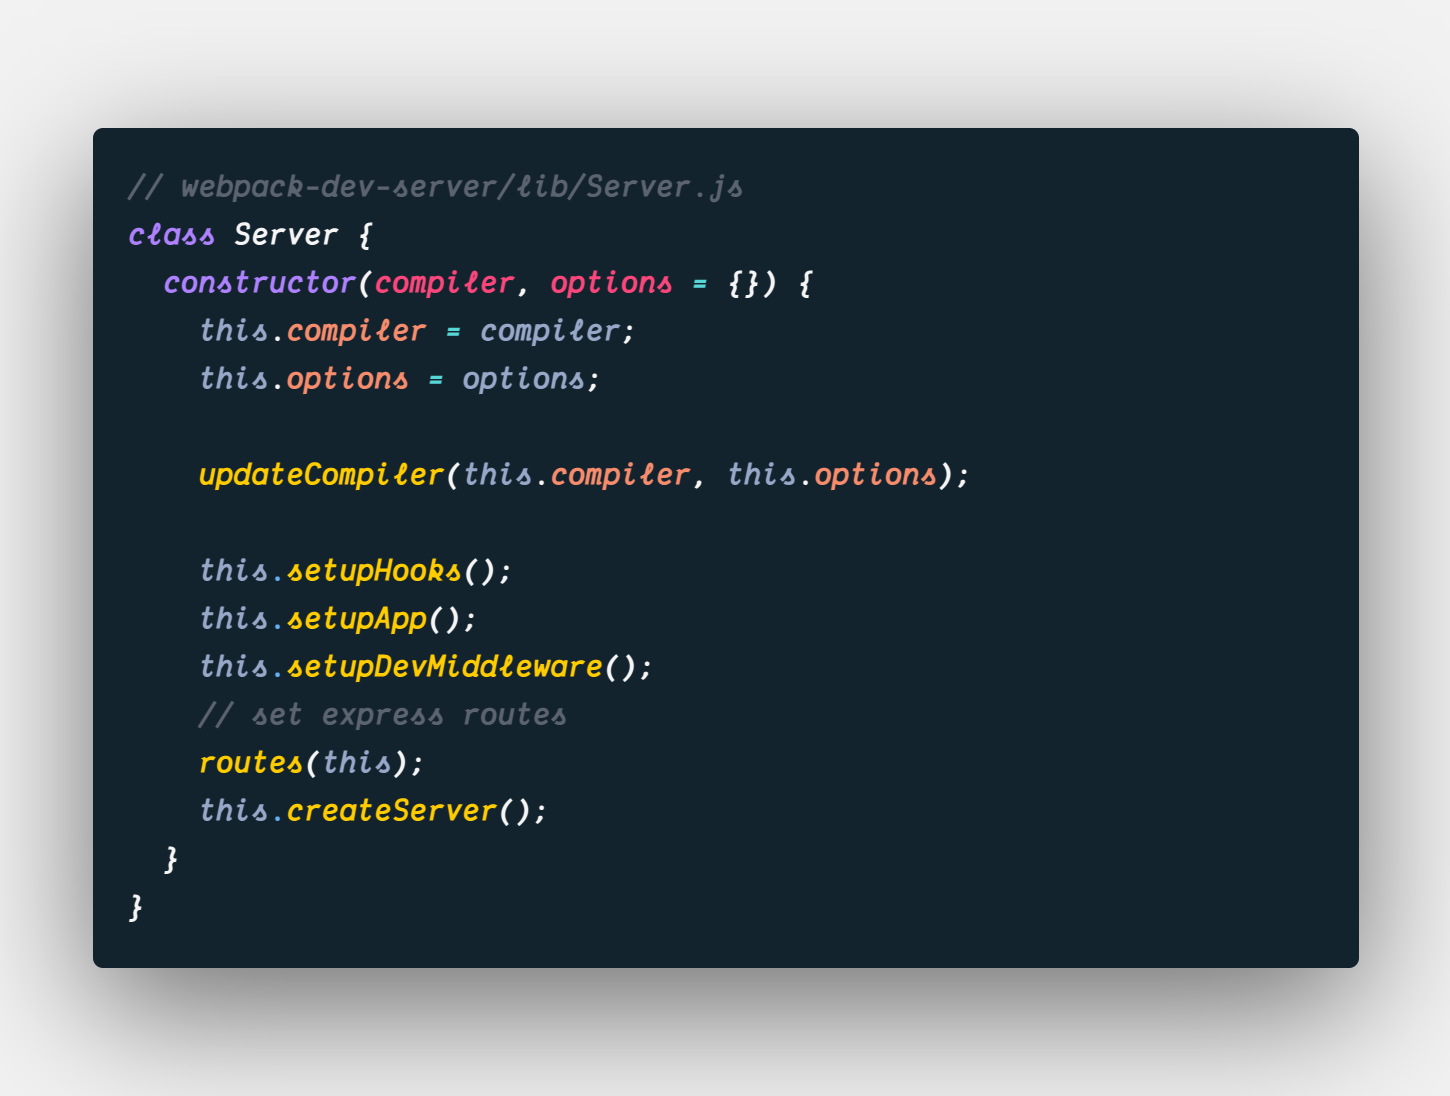 // webpack-dev-server/lib/Server.js
class Server {
  constructor(compiler, options = {}) {
    this.compiler = compiler;
    this.options = options;

    updateCompiler(this.compiler, this.options);

    this.setupHooks();
    this.setupApp();
    this.setupDevMiddleware();
    // set express routes
    routes(this);
    this.createServer();
  }
}